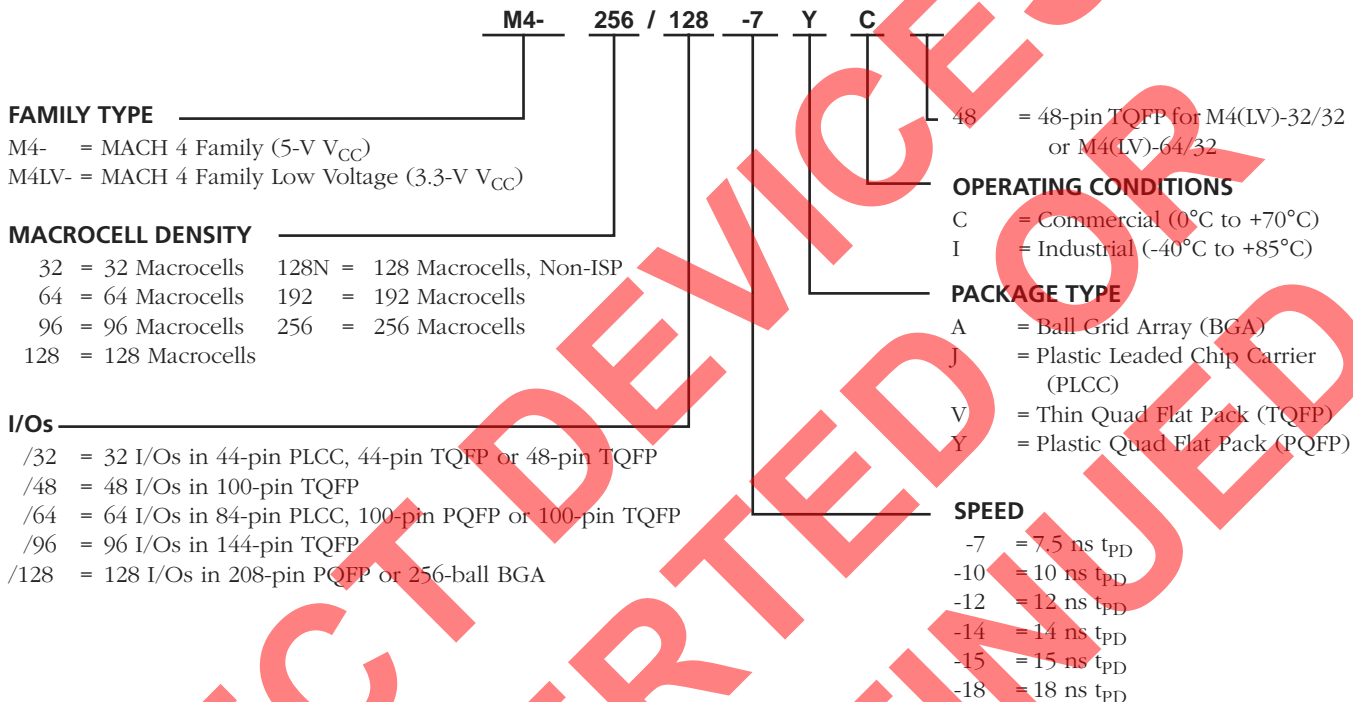 M4- 256 / 128 -7 Y C
FAMILY TYPE
M4- = MACH 4 Family (5-V VCC)
M4LV- = MACH 4 Family Low Voltage (3.3-V VCC)
MACROCELL DENSITY
32 = 32 Macrocells 128N = 128 Macrocells, Non-ISP
64 = 64 Macrocells 192 = 192 Macrocells
96 = 96 Macrocells 256 = 256 Macrocells
128 = 128 Macrocells
I/Os
/32 = 32 I/Os in 44-pin PLCC, 44-pin TQFP or 48-pin TQFP
/48 = 48 I/Os in 100-pin TQFP
/64 = 64 I/Os in 84-pin PLCC, 100-pin PQFP or 100-pin TQFP
/96 = 96 I/Os in 144-pin TQFP
/128 = 128 I/Os in 208-pin PQFP or 256-ball BGA
48 = 48-pin TQFP for M4(LV)-32/32
or M4(LV)-64/32
OPERATING CONDITIONS
C = Commercial (0°C to +70°C)
I = Industrial (-40°C to +85°C)
PACKAGE TYPE
A = Ball Grid Array (BGA)
J = Plastic Leaded Chip Carrier
(PLCC)
V = Thin Quad Flat Pack (TQFP)
Y = Plastic Quad Flat Pack (PQFP)
SPEED
-7 = 7.5 ns tPD
-10 = 10 ns tPD
-12 = 12 ns tPD
-14 = 14 ns tPD
-15 = 15 ns tPD
-18 = 18 ns tPD
CT DEVICES
ERTED OR
INUED